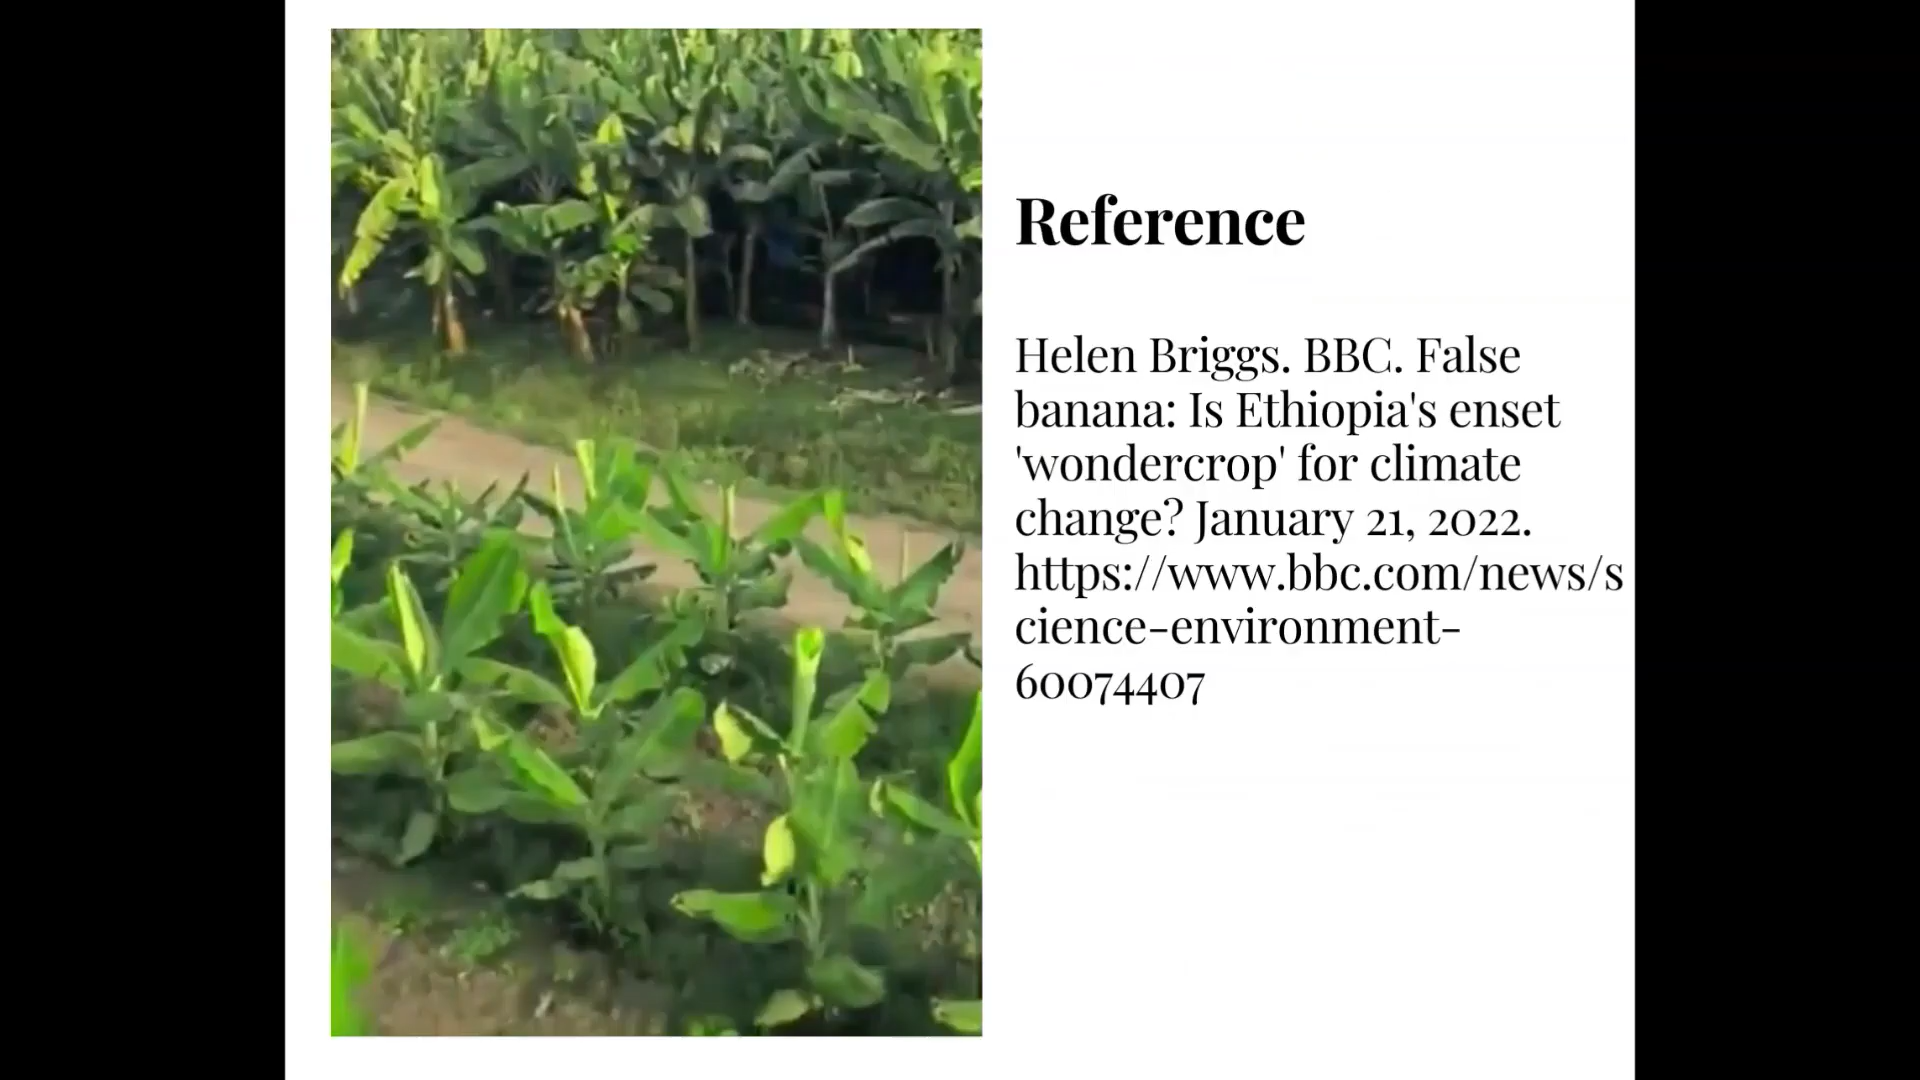 Reference
Helen Briggs. BBC. False
banana: Is Ethiopia's enset
'wondercrop' for climate
change? January 21, 2022.
https://www.bbc.com/news/s
cience-environment-
60074407